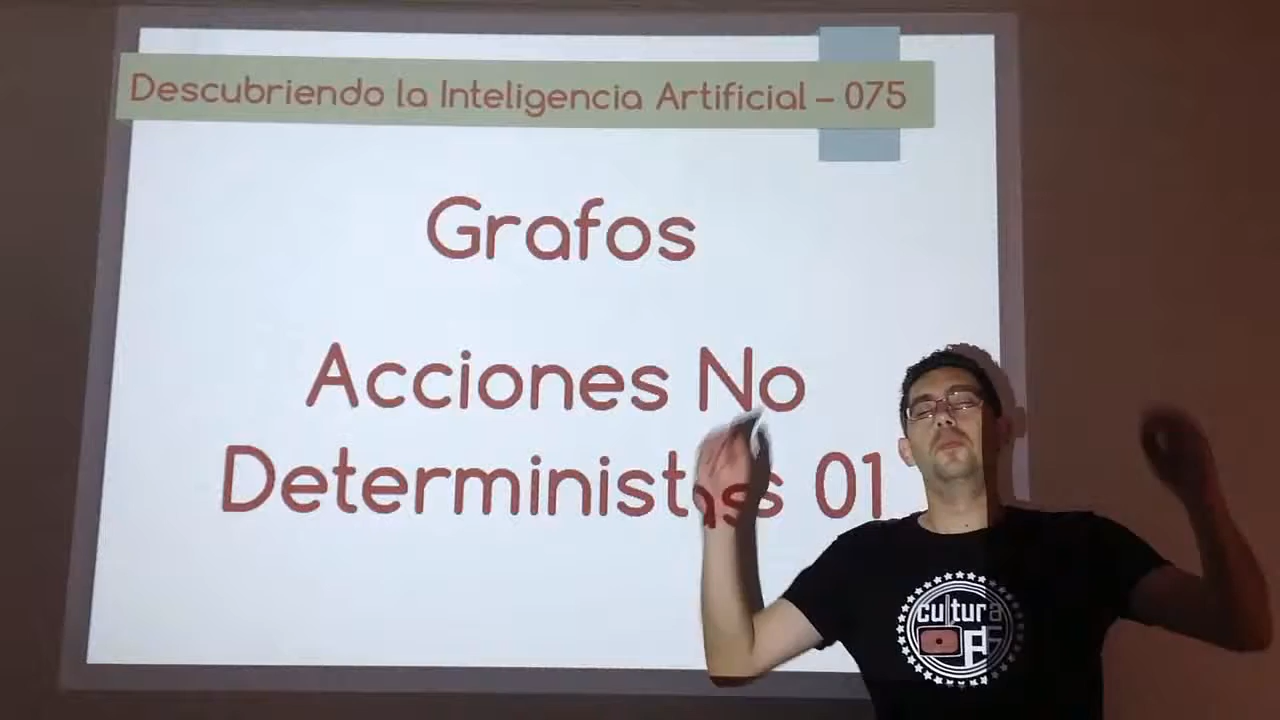 Descubriendo la Inteligencia Artificial – 075
Grafos
Acciones No
Deterministas 01
cultura